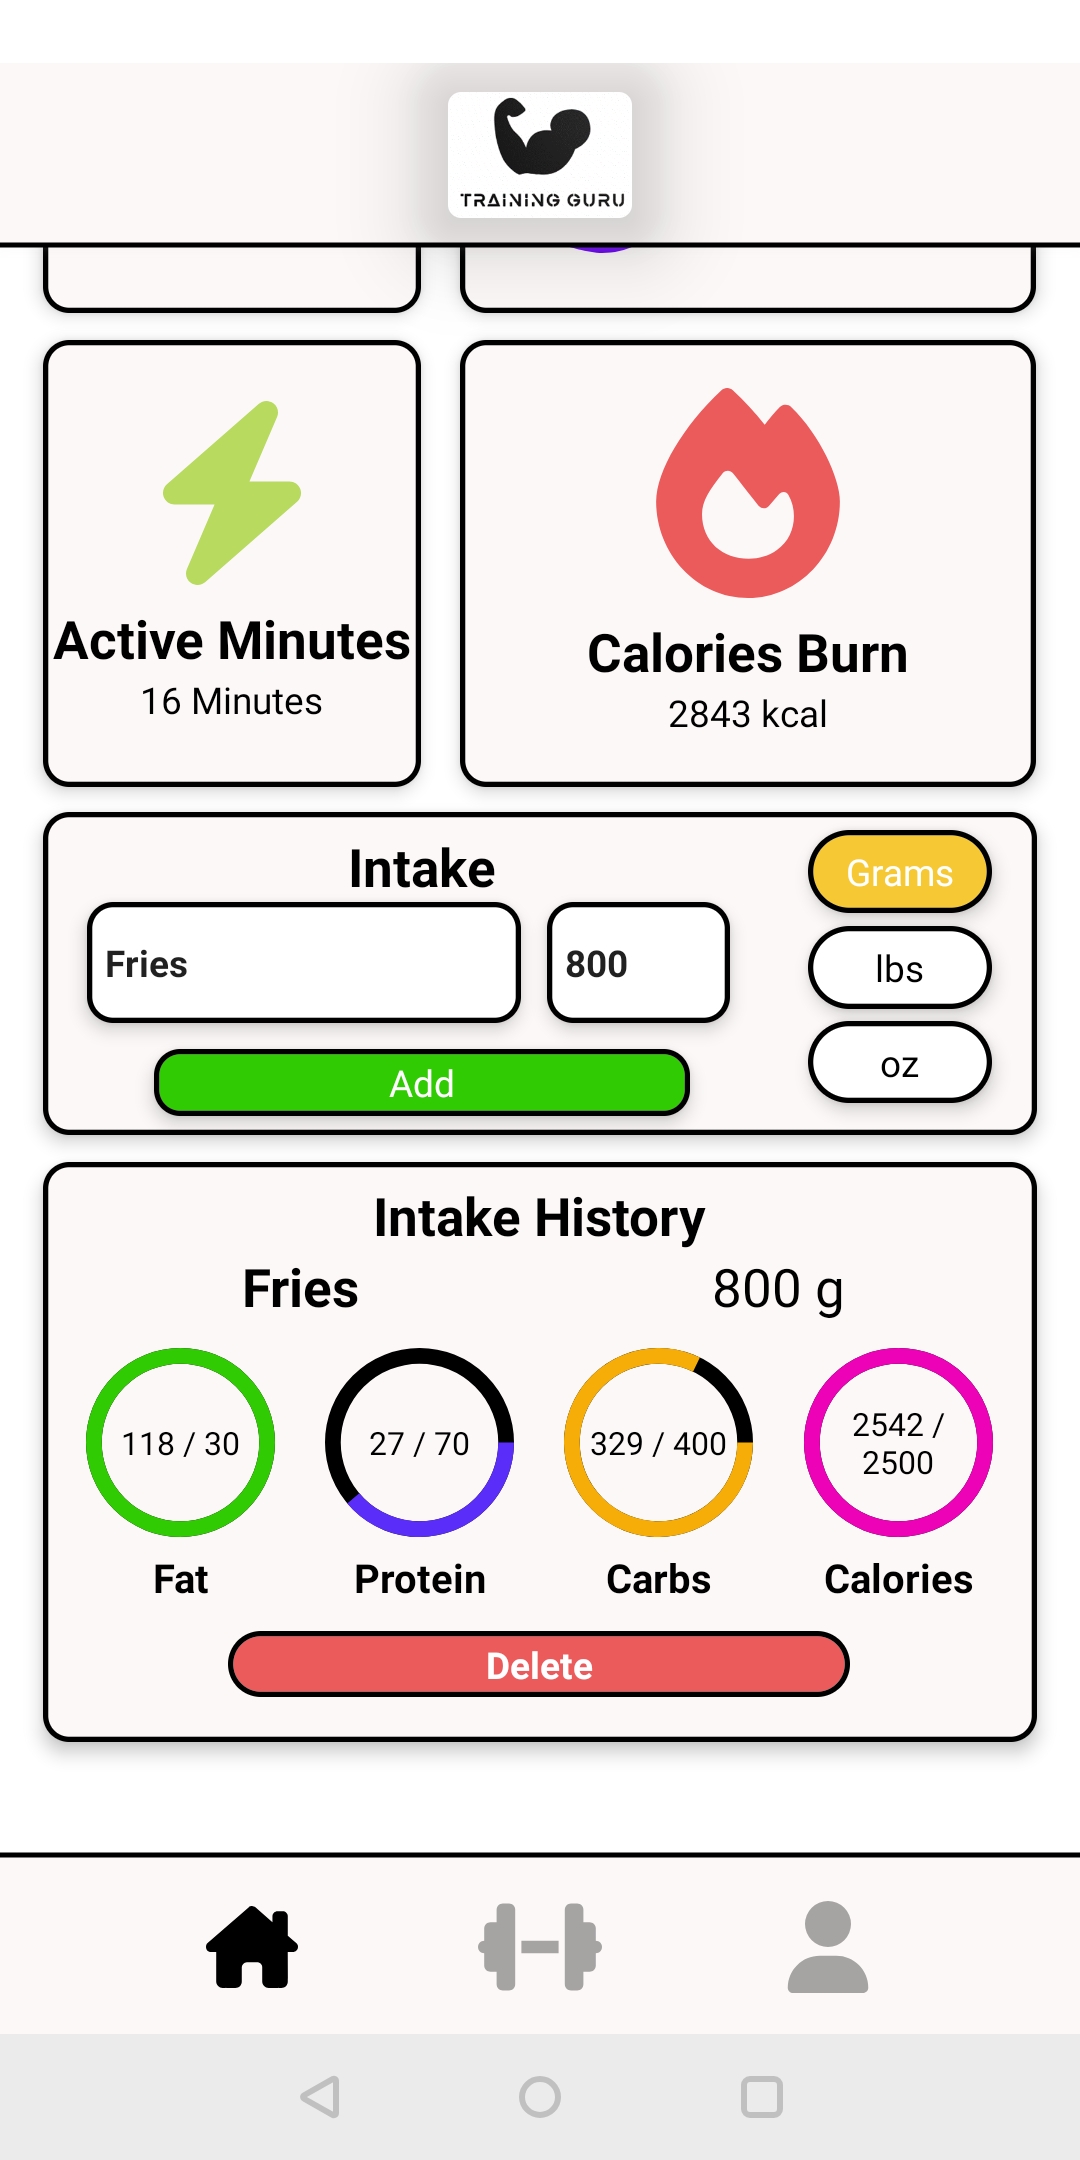 TRAINING GURU
Active Minutes
16 Minutes
Calories Burn
2843 kcal
Intake
Grams
Fries
800
lbs
Add
oz
Intake History
Fries
800 g
118 / 30
27 / 70
329 / 400
2542 /
2500
Fat
Protein
Carbs
Calories
Delete